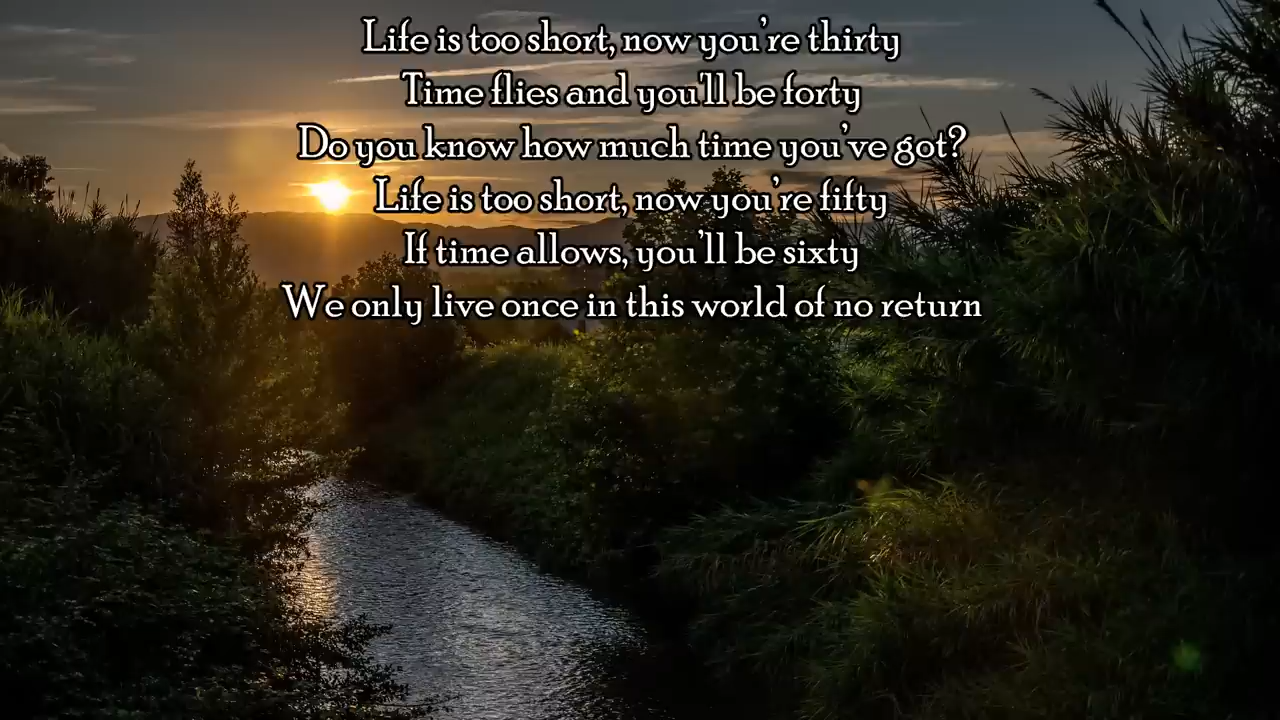 Life is too short, now you're thirty
Time flies and you'll be forty
Do you know how much time you've got?
Life is too short, now you're fifty
If time allows, you'll be sixty
We only live once in this world of no return